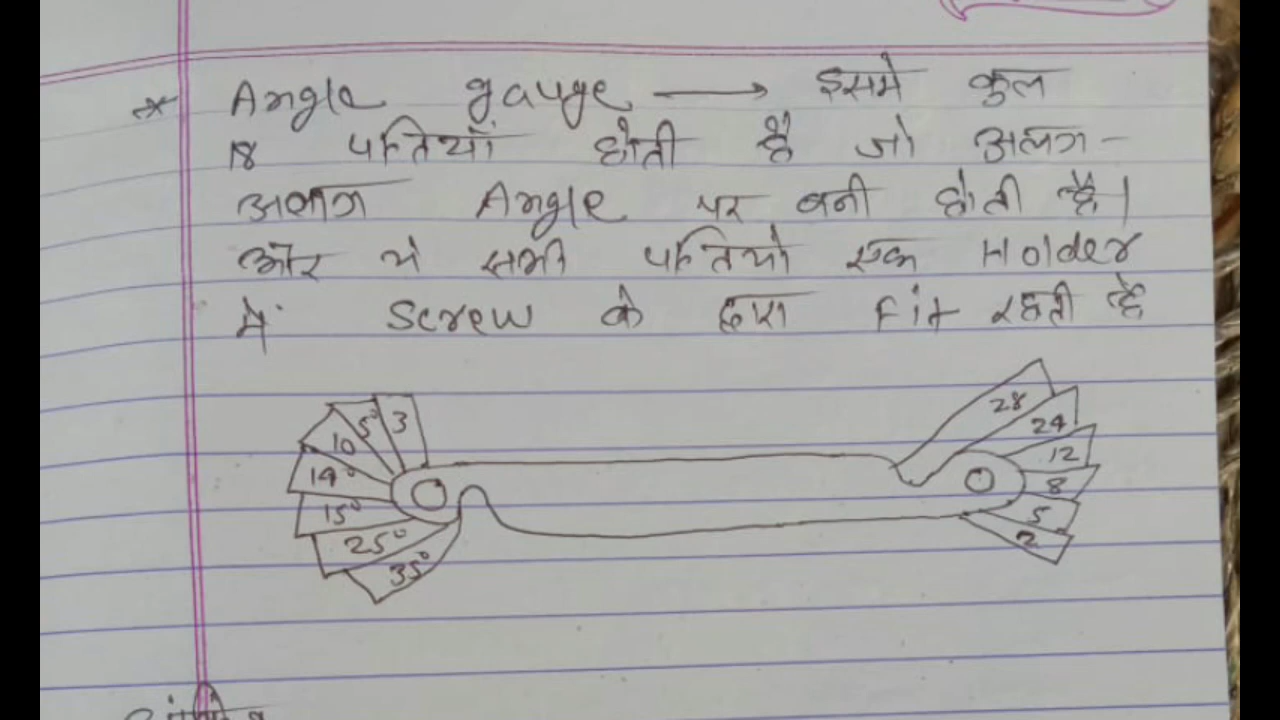 * Angle gauge → इसमे कुल
18 पत्तियों होती है जो अलग-
अलग Angle पर बनी होती है।
और ये सभी पत्तियो एक Holder
में Screw के द्वारा Fit रहती है
3
5°
10
14°
15°
25°
35°
28
24
12
8
5
2